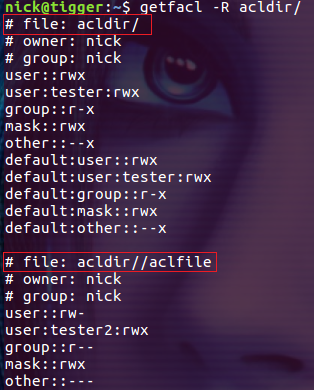 nick@tigger:~$ getfacl -R acldir/
# file: acldir/
# owner: nick
# group: nick
user::rwx
user:tester:rwx
group::r-x
mask::rwx
other::--x
default:user::rwx
default:user:tester:rwx
default:group::r-x
default:mask::rwx
default:other::--x

# file: acldir//aclfile
# owner: nick
# group: nick
user::rw-
user:tester2:rwx
group::r--
mask::rwx
other::---